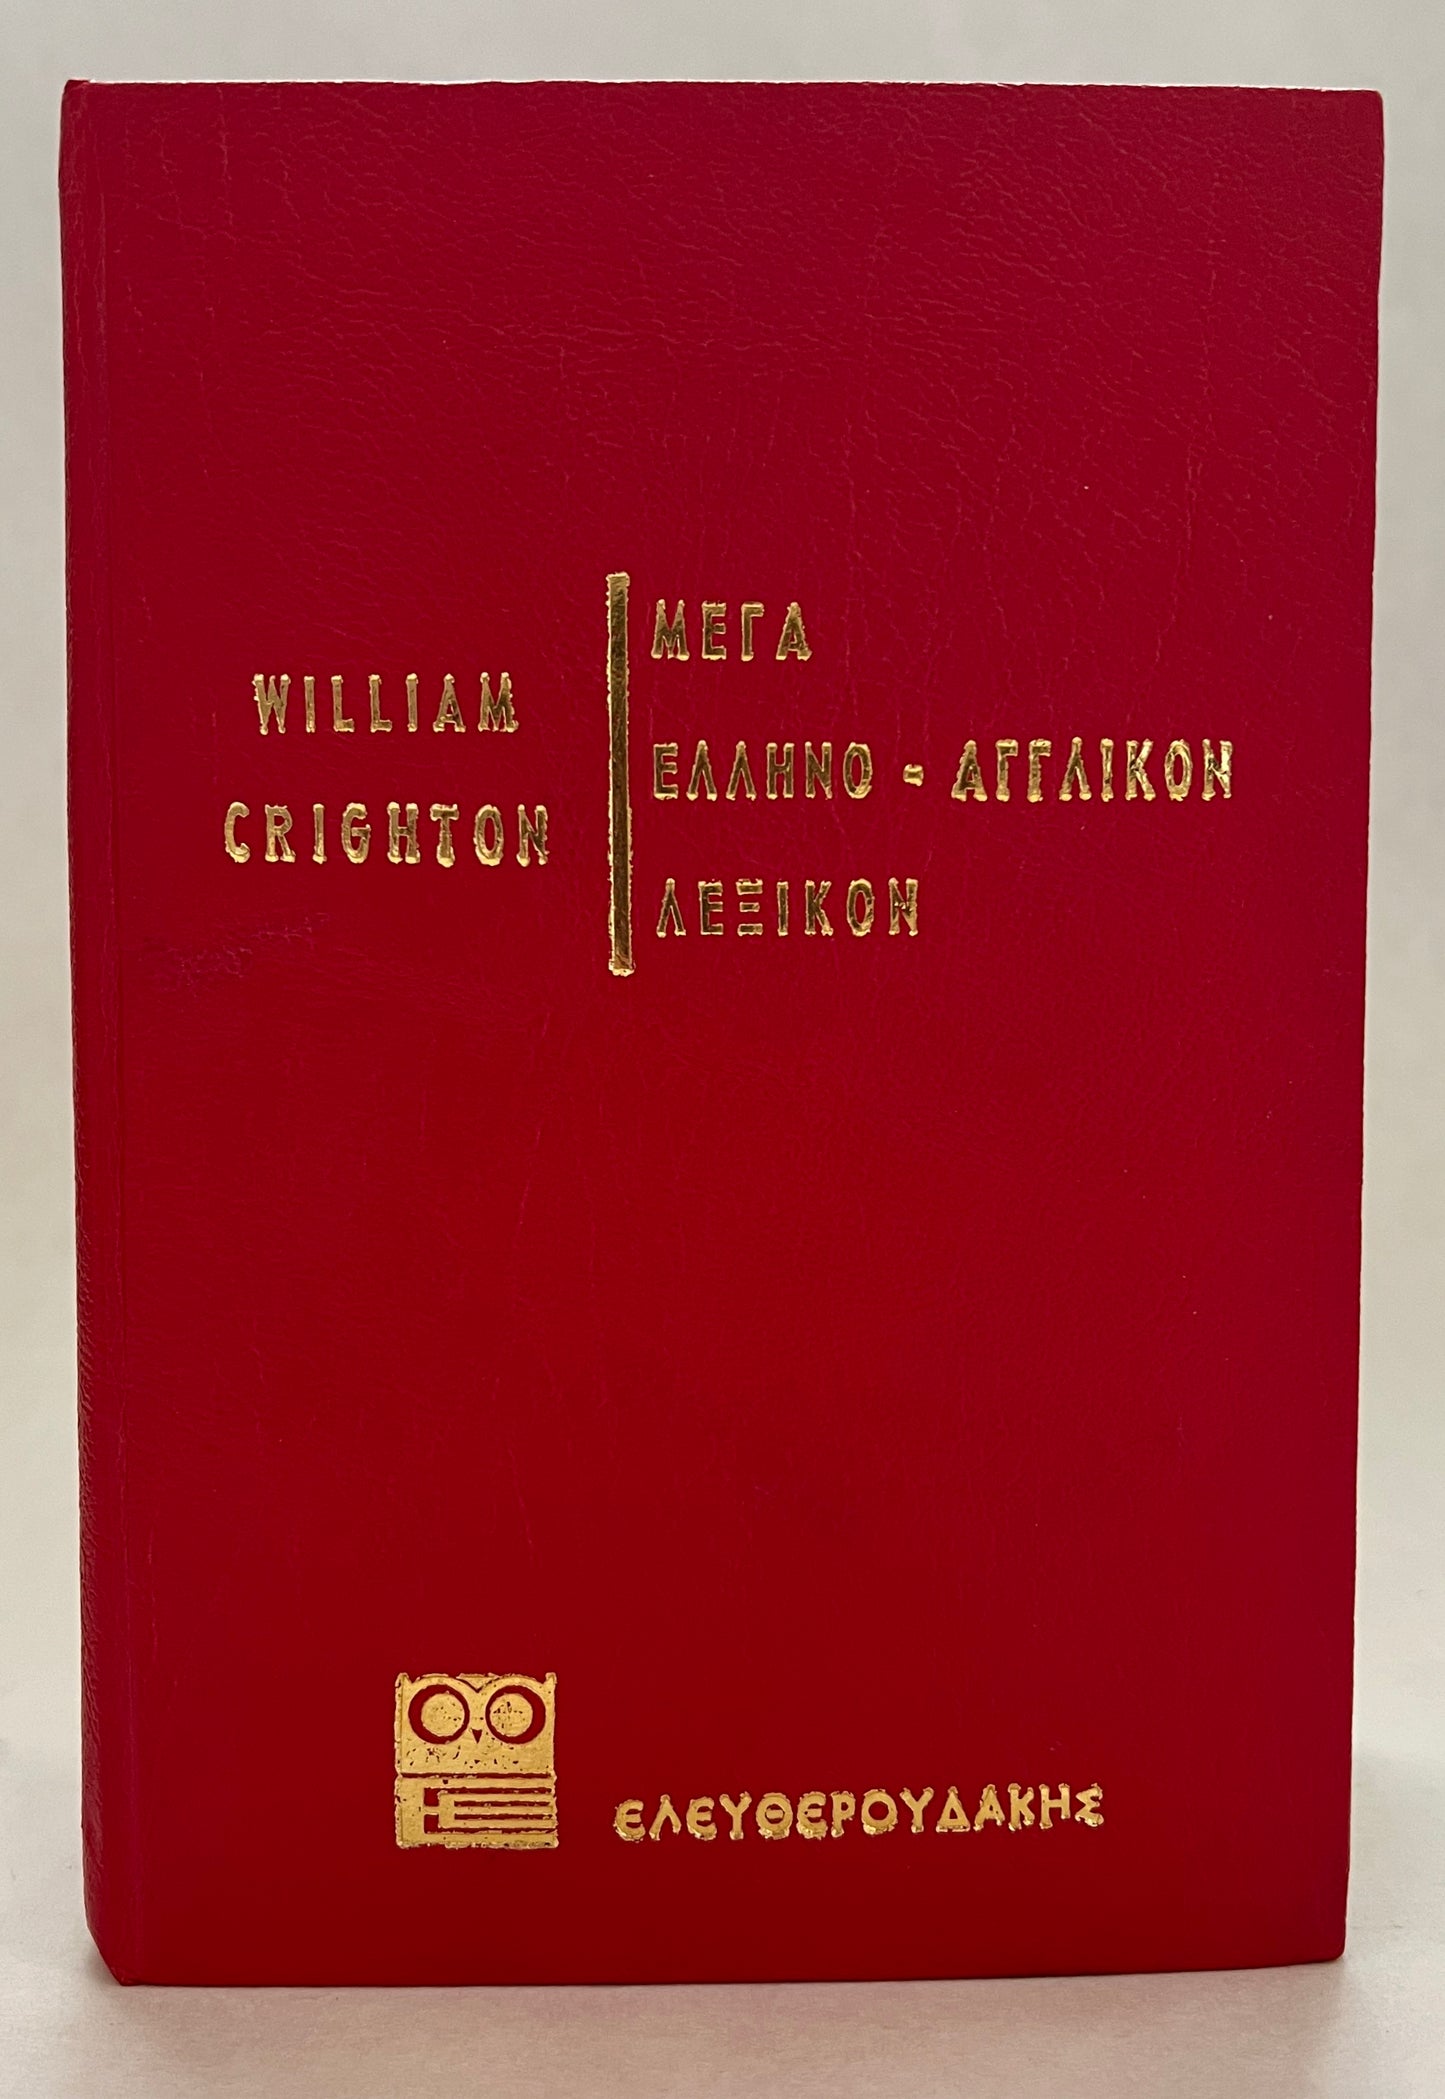 WILLIAM
CRIGHTON
ΜΕΓΑ
ΕΛΛΗΝΟ - ΑΓΓΛΙΚΟΝ
ΛΕΞΙΚΟΝ
ΕΛΕΥΘΕΡΟΥΔΑΚΗΣ